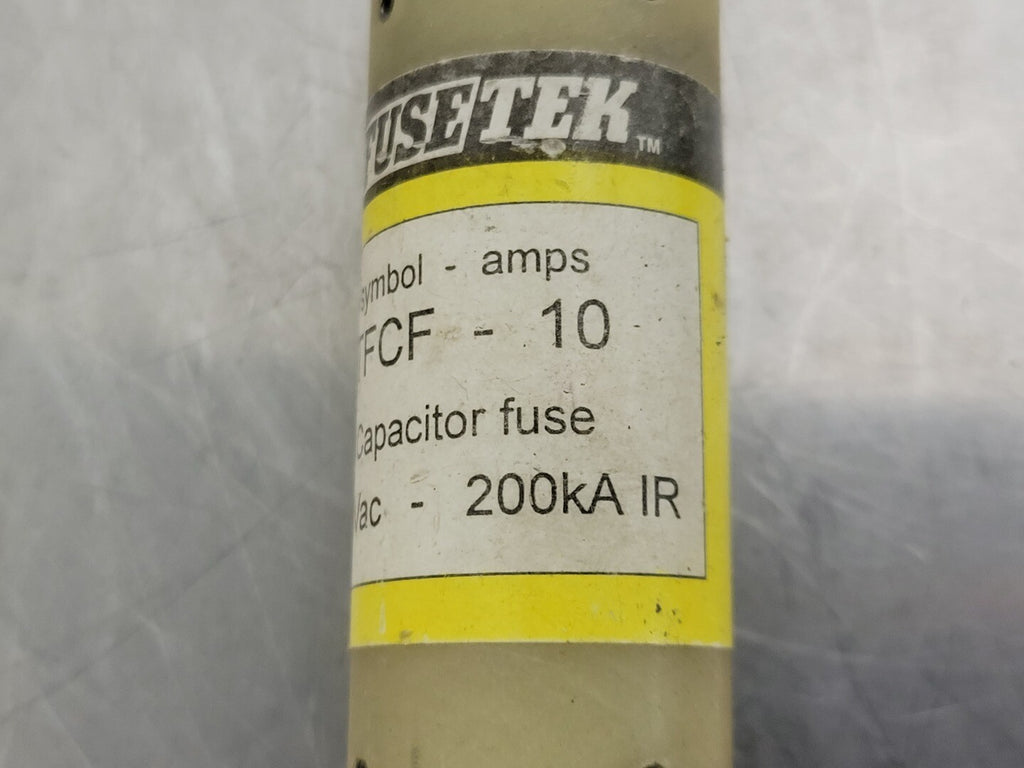 FUSETEK™
symbol - amps
TFCF - 10
Capacitor fuse
Vac - 200kA IR